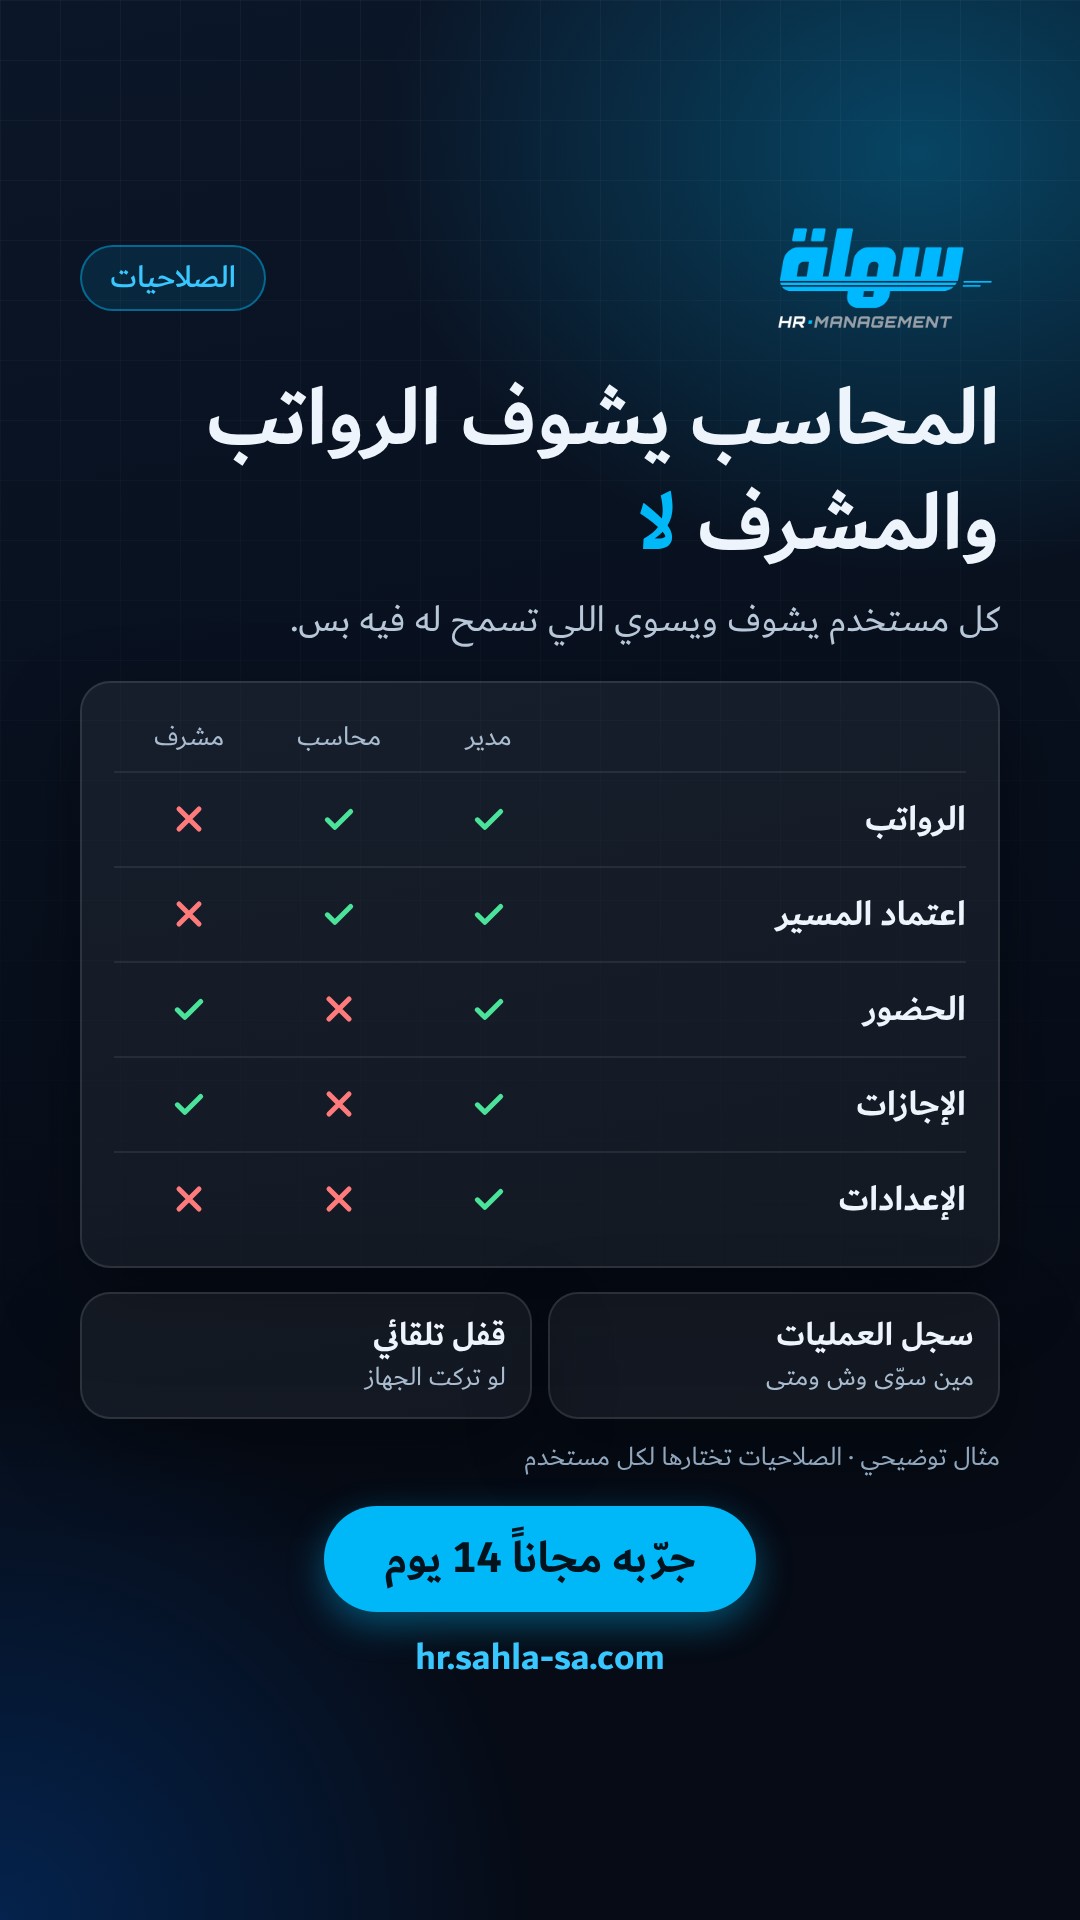 سهلة
HR·MANAGEMENT
الصلاحيات
المحاسب يشوف الرواتب
والمشرف لا
كل مستخدم يشوف ويسوي اللي تسمح له فيه بس.
مدير محاسب مشرف
الرواتب
اعتماد المسير
الحضور
الإجازات
الإعدادات
سجل العمليات
مين سوّى وش ومتى
قفل تلقائي
لو تركت الجهاز
مثال توضيحي · الصلاحيات تختارها لكل مستخدم
جرّبه مجاناً 14 يوم
hr.sahla-sa.com